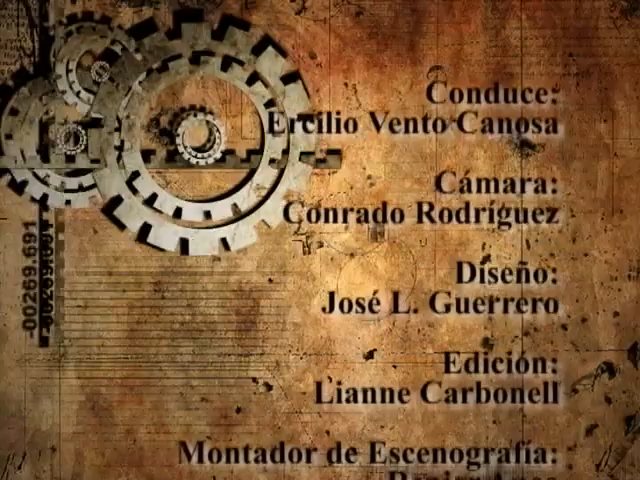 Conduce:
Ercilio Vento Canosa
Cámara:
Conrado Rodríguez
Diseño:
José L. Guerrero
Edición:
Lianne Carbonell
Montador de Escenografía:
-00269.691